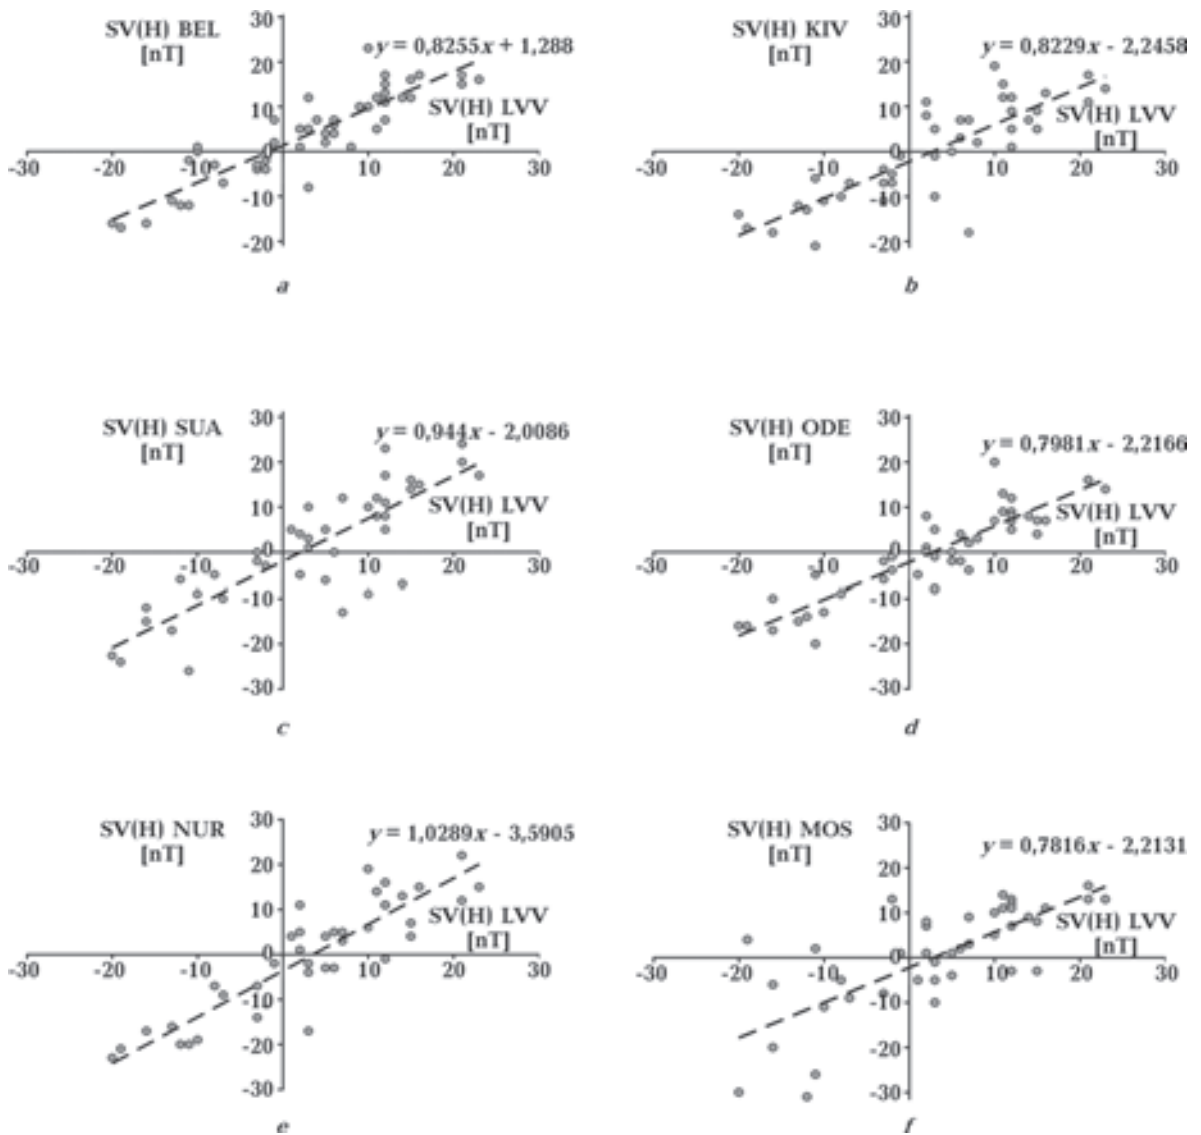 SV(H) BEL
[nT]
y = 0,8255x + 1,288
SV(H) LVV
[nT]
30
20
10
0
-10
-20
-30 -20 -10 10 20 30
a
SV(H) KIV
[nT]
y = 0,8229x - 2,2458
SV(H) LVV
[nT]
30
20
10
0
-10
-20
-30 -20 -10 10 20 30
b
SV(H) SUA
[nT]
y = 0,944x - 2,0086
SV(H) LVV
[nT]
30
20
10
0
-10
-20
-30
-30 -20 -10 10 20 30
c
SV(H) ODE
[nT]
y = 0,7981x - 2,2166
SV(H) LVV
[nT]
30
20
10
0
-10
-20
-30
-30 -20 -10 10 20 30
d
SV(H) NUR
[nT]
y = 1,0289x - 3,5905
SV(H) LVV
[nT]
30
20
10
0
-10
-20
-30
-30 -20 -10 10 20 30
e
SV(H) MOS
[nT]
y = 0,7816x - 2,2131
SV(H) LVV
[nT]
30
20
10
0
-10
-20
-30
-30 -20 -10 10 20 30
f